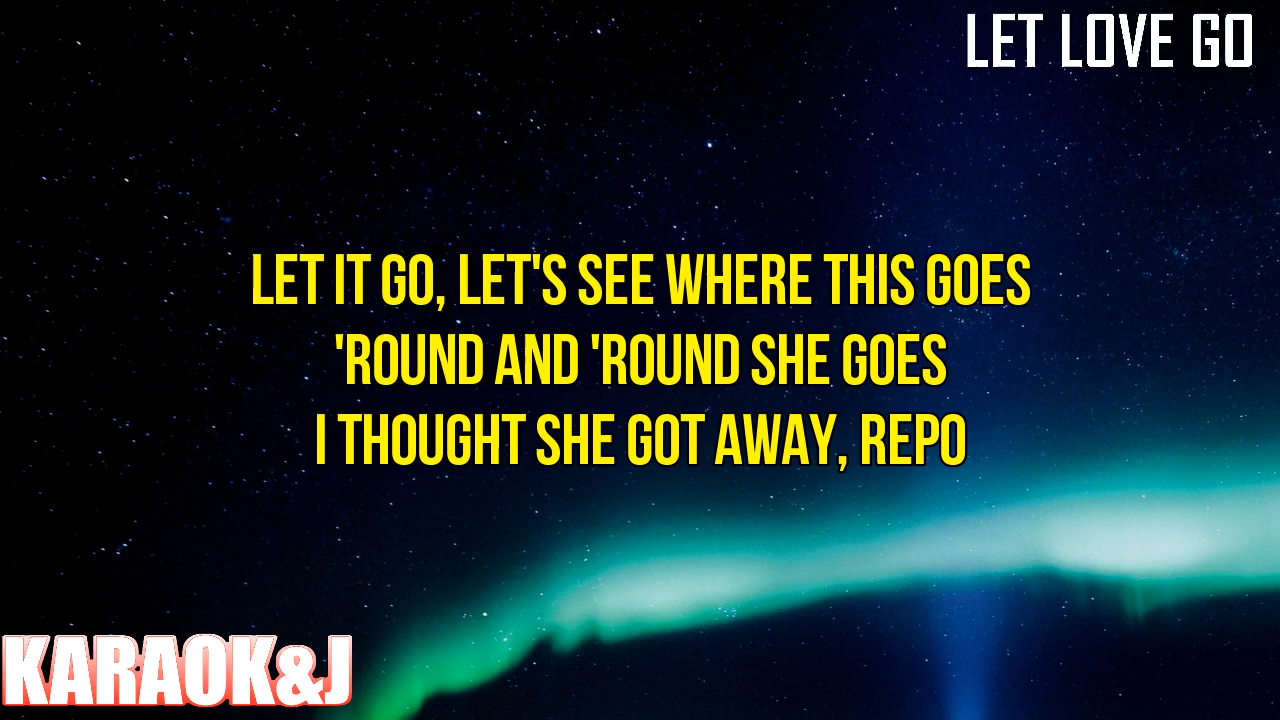 LET LOVE GO
LET IT GO, LET'S SEE WHERE THIS GOES
'ROUND AND 'ROUND SHE GOES
I THOUGHT SHE GOT AWAY, REPO
KARAOK&J